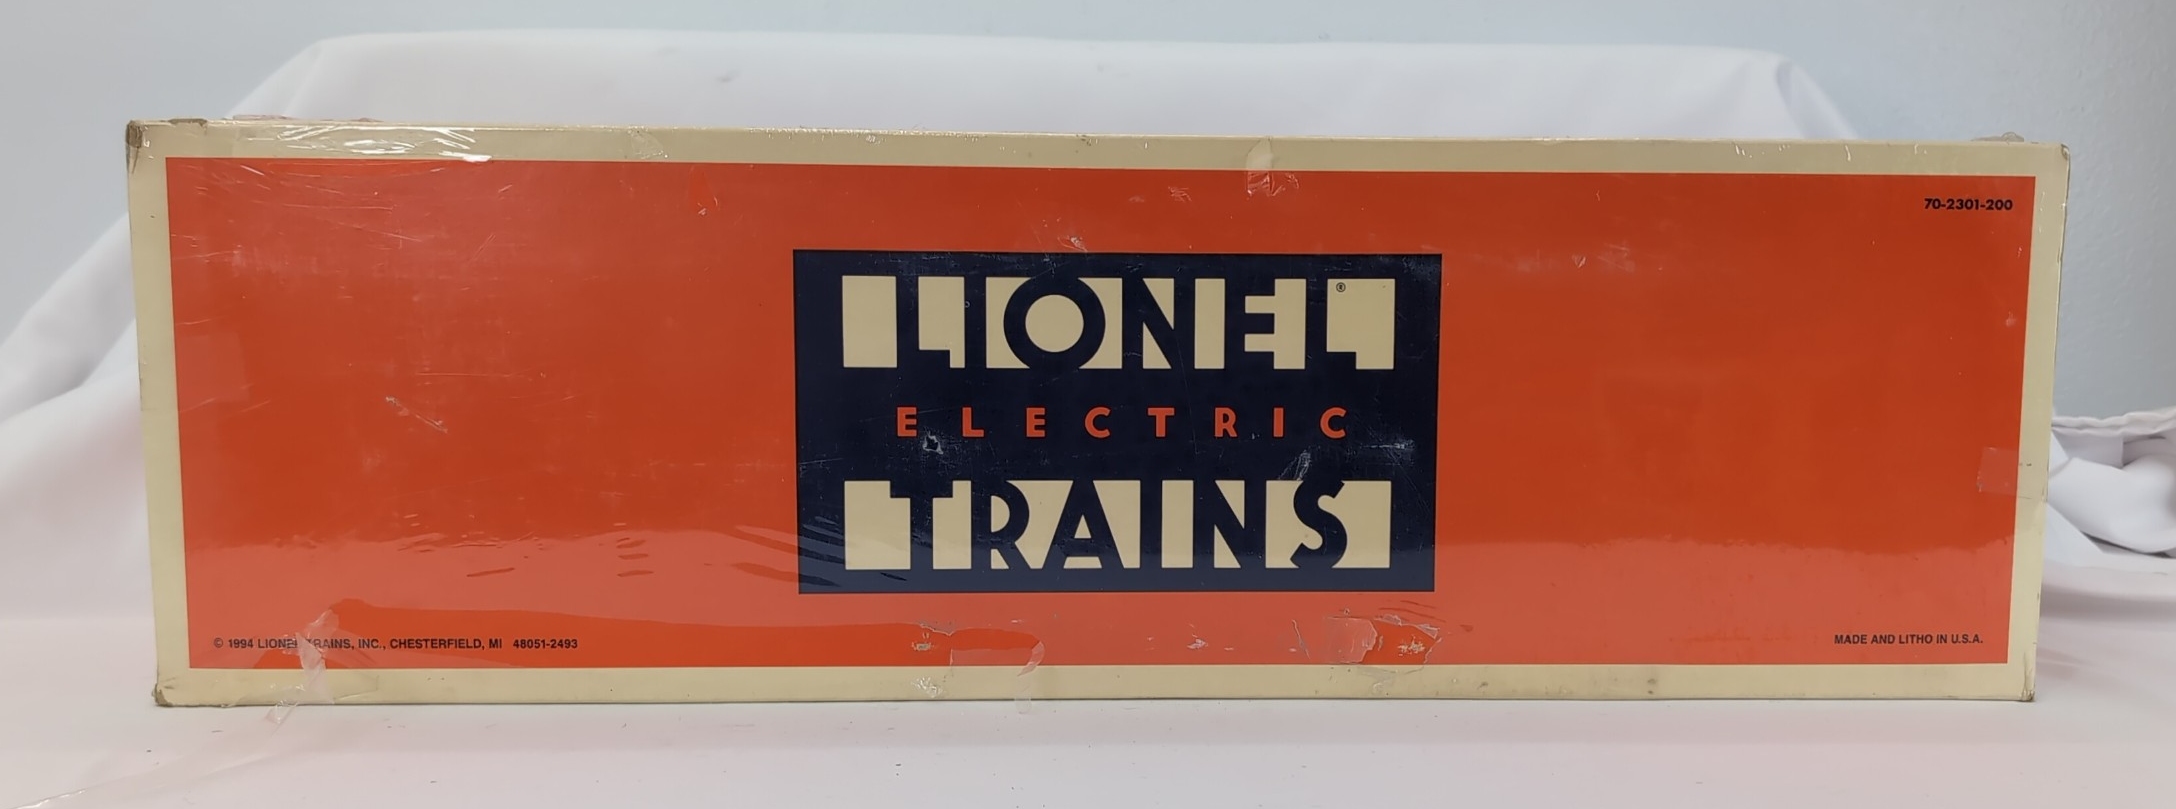 70-2301-200
LIONEL®
ELECTRIC
TRAINS
© 1994 LIONEL TRAINS, INC., CHESTERFIELD, MI 48051-2493
MADE AND LITHO IN U.S.A.